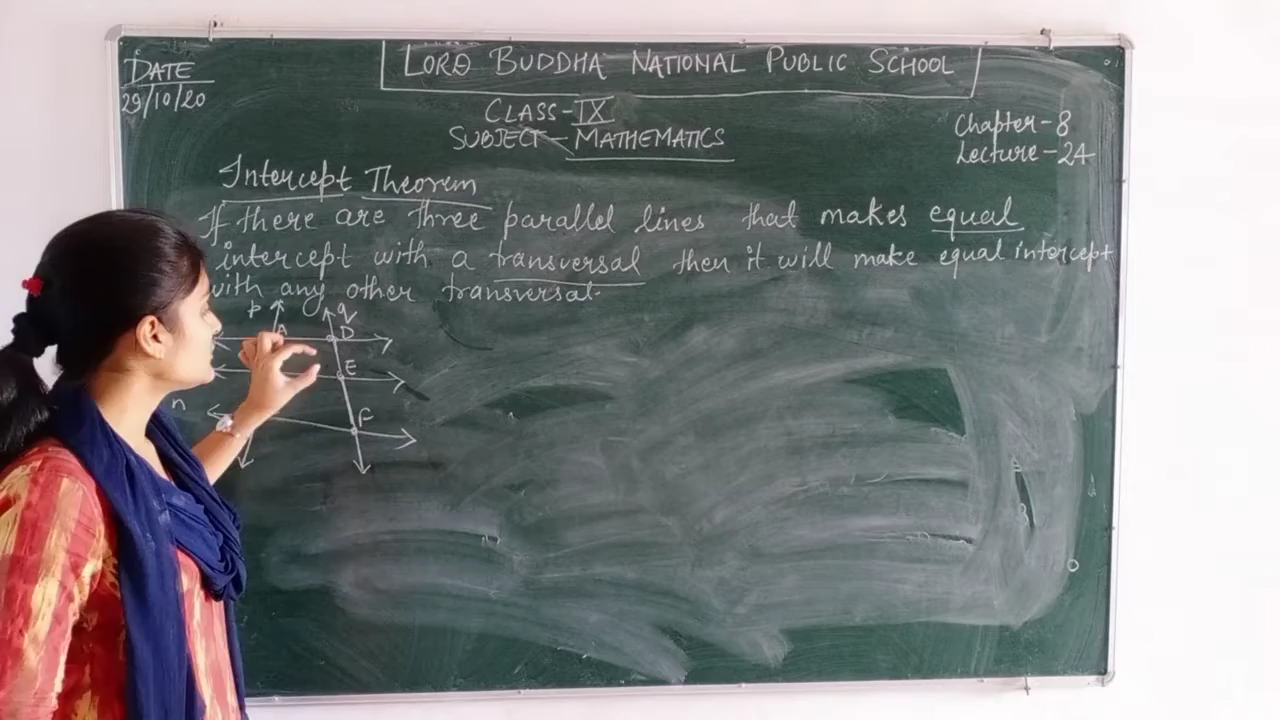 DATE
29/10/20
LORD BUDDHA NATIONAL PUBLIC SCHOOL
CLASS-IX
SUBJECT-MATHEMATICS
Chapter-8
Lecture-24
Intercept Theorem
If there are three parallel lines that makes equal
intercept with a transversal then it will make equal intercept
with any other transversal.
p q
A D
E
n F